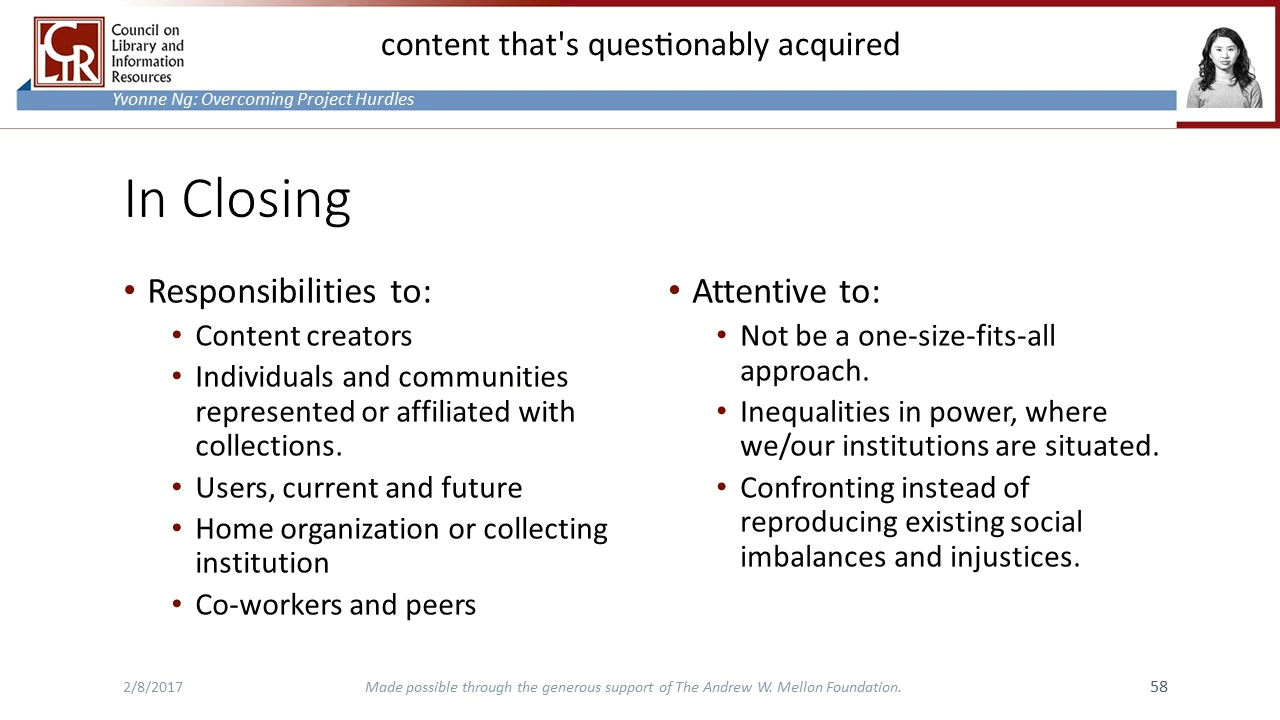 CLIR
Council on
Library and
Information
Resources
content that's questionably acquired
Yvonne Ng: Overcoming Project Hurdles
In Closing
• Responsibilities to:
• Content creators
• Individuals and communities
represented or affiliated with
collections.
• Users, current and future
• Home organization or collecting
institution
• Co-workers and peers
• Attentive to:
• Not be a one-size-fits-all
approach.
• Inequalities in power, where
we/our institutions are situated.
• Confronting instead of
reproducing existing social
imbalances and injustices.
2/8/2017
Made possible through the generous support of The Andrew W. Mellon Foundation.
58